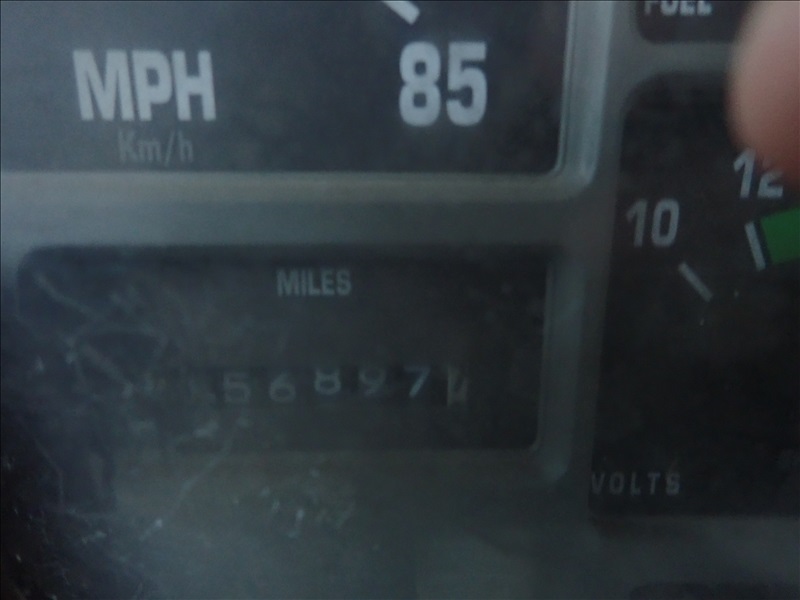 FUEL
MPH
85
Km/h
12
10
MILES
56897
VOLTS